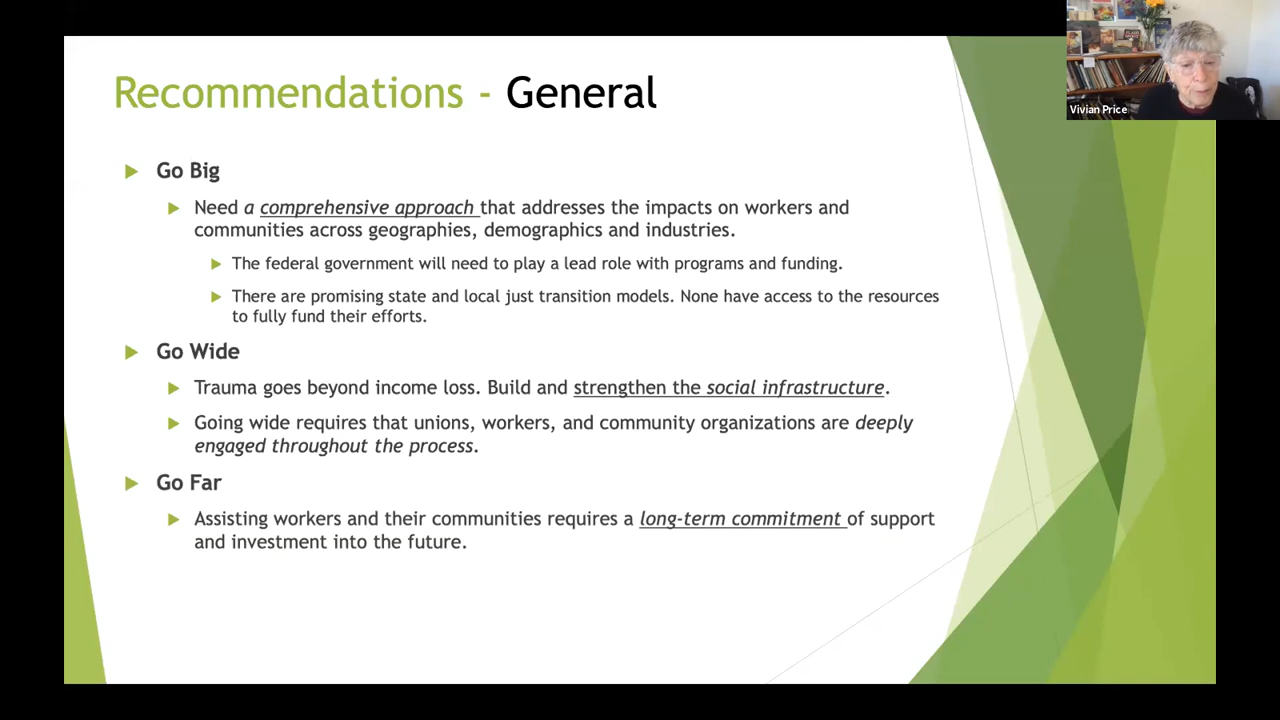 Recommendations - General
Vivian Price
Go Big
Need a comprehensive approach that addresses the impacts on workers and
communities across geographies, demographics and industries.
The federal government will need to play a lead role with programs and funding.
There are promising state and local just transition models. None have access to the resources
to fully fund their efforts.
Go Wide
Trauma goes beyond income loss. Build and strengthen the social infrastructure.
Going wide requires that unions, workers, and community organizations are deeply
engaged throughout the process.
Go Far
Assisting workers and their communities requires a long-term commitment of support
and investment into the future.